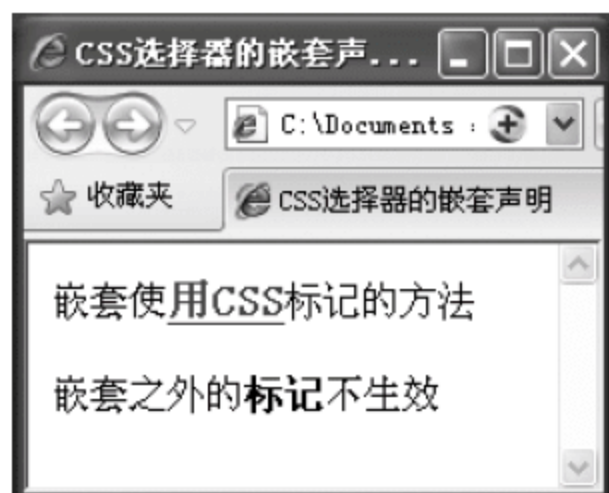 CSS选择器的嵌套声...
C:\Documents
收藏夹
CSS选择器的嵌套声明
嵌套使用CSS标记的方法
嵌套之外的标记不生效